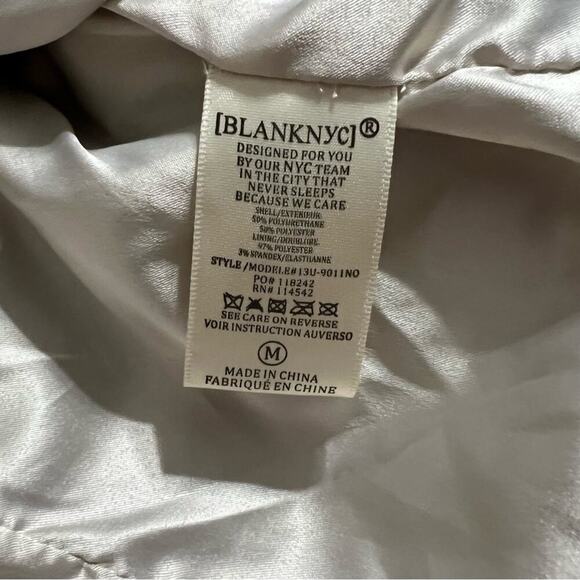 [BLANKNYC]®
DESIGNED FOR YOU
BY OUR NYC TEAM
IN THE CITY THAT
NEVER SLEEPS
BECAUSE WE CARE
SHELL/EXTERIEUR:
50% POLYURETHANE
50% POLYESTER
LINING/DOUBLURE:
97% POLYESTER
3% SPANDEX/ELASTHANNE
STYLE/MODELE#13U-9011NO
PO# 118242
RN# 114542
SEE CARE ON REVERSE
VOIR INSTRUCTION AUVERSO
M
MADE IN CHINA
FABRIQUÉ EN CHINE